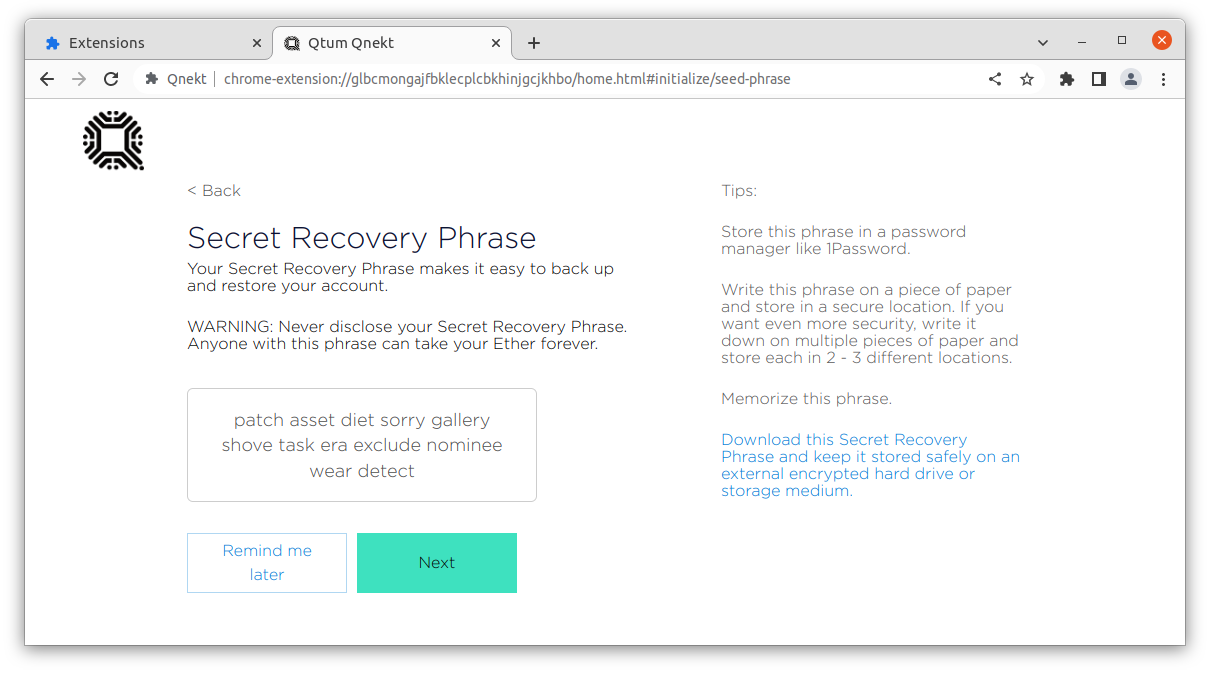 Extensions
Qtum Qnekt
Qnekt
chrome-extension://glbcmongajfbklecplcbkhinjgcjkhbo/home.html#initialize/seed-phrase
< Back
Secret Recovery Phrase
Your Secret Recovery Phrase makes it easy to back up
and restore your account.
WARNING: Never disclose your Secret Recovery Phrase.
Anyone with this phrase can take your Ether forever.
patch asset diet sorry gallery
shove task era exclude nominee
wear detect
Remind me
later
Next
Tips:
Store this phrase in a password
manager like 1Password.
Write this phrase on a piece of paper
and store in a secure location. If you
want even more security, write it
down on multiple pieces of paper and
store each in 2 - 3 different locations.
Memorize this phrase.
Download this Secret Recovery
Phrase and keep it stored safely on an
external encrypted hard drive or
storage medium.